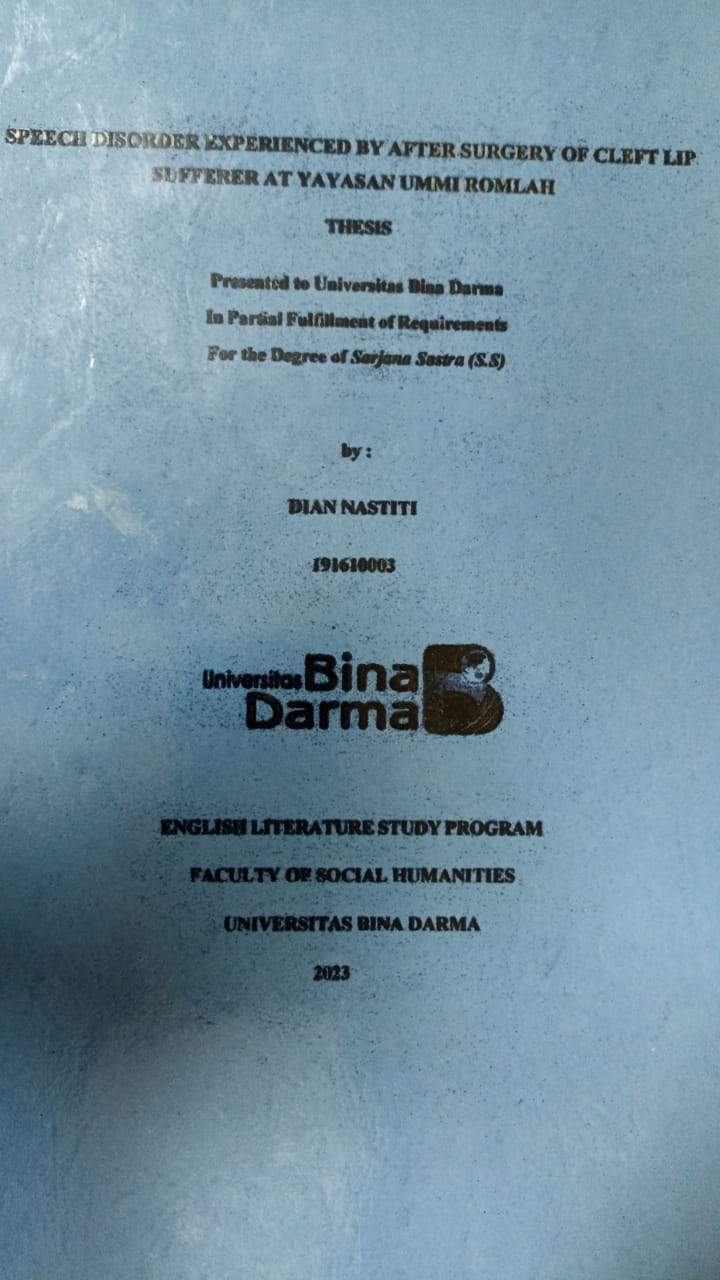 SPEECH DISORDER EXPERIENCED BY AFTER SURGERY OF CLEFT LIP
SUFFERER AT YAYASAN UMMI ROMLAH
THESIS
Presented to Universitas Bina Darma
In Partial Fulfillment of Requirements
For the Degree of Sarjana Sastra (S.S)
by :
DIAN NASTITI
191610003
Universitas Bina
Darma
ENGLISH LITERATURE STUDY PROGRAM
FACULTY OF SOCIAL HUMANITIES
UNIVERSITAS BINA DARMA
2023